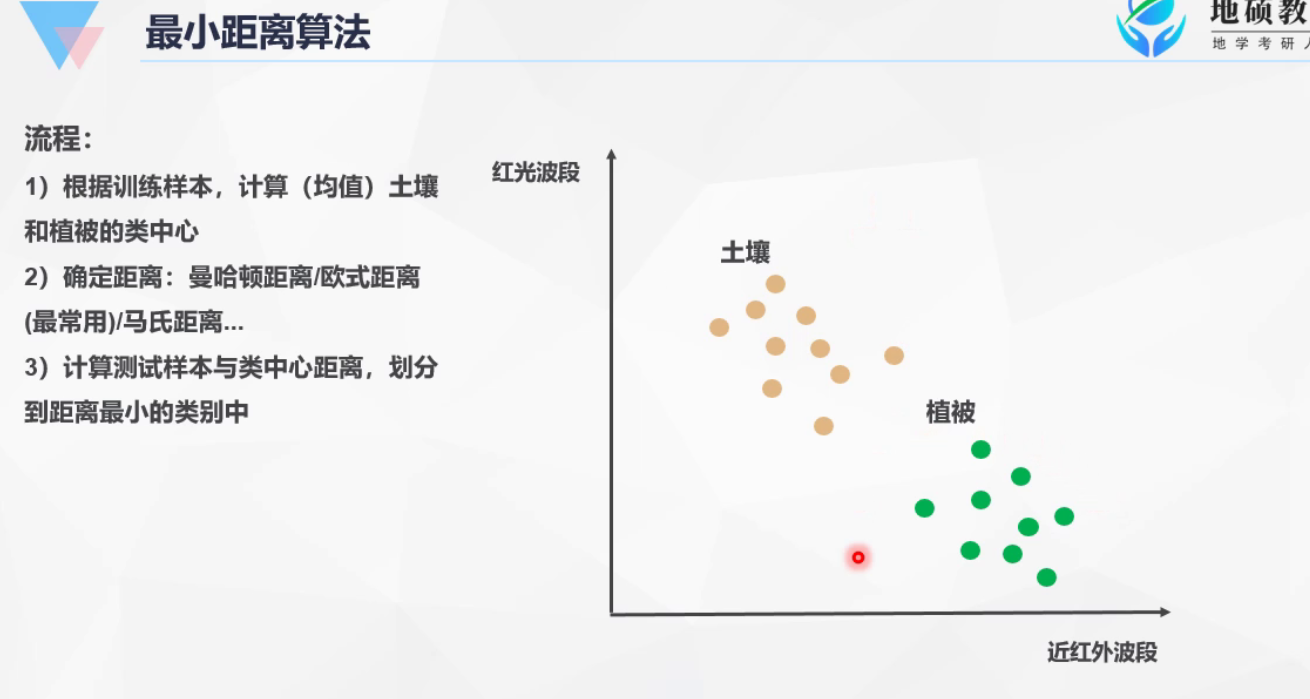 最小距离算法
地硕教
地学考研
流程：
1）根据训练样本，计算（均值）土壤
和植被的类中心
2）确定距离：曼哈顿距离/欧式距离
(最常用)/马氏距离...
3）计算测试样本与类中心距离，划分
到距离最小的类别中
红光波段
土壤
植被
近红外波段